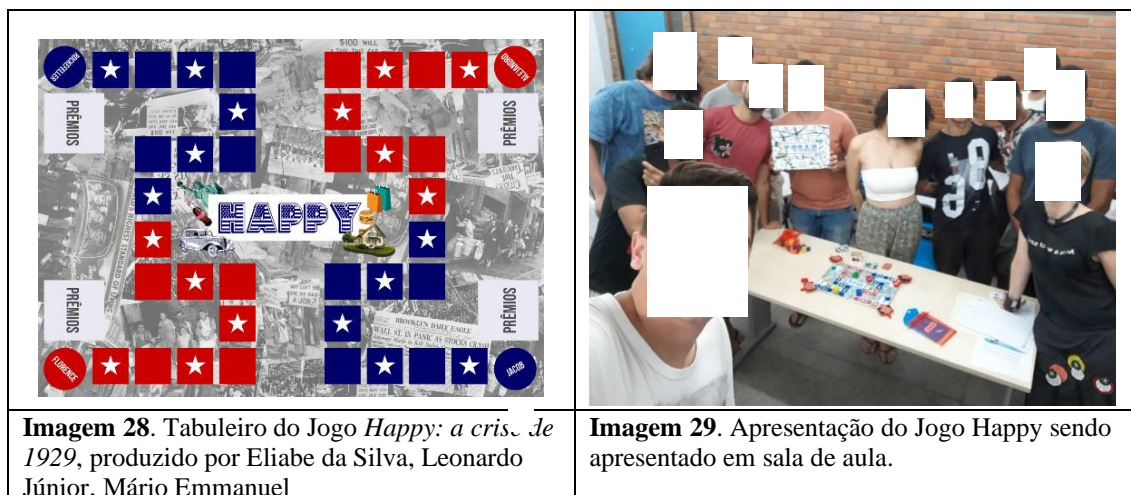 ROCKEFELLER
ALEJANDRO
PRÊMIOS
PRÊMIOS
HAPPY
PRÊMIOS
PRÊMIOS
BROOKLYN DAILY EAGLE
WALL ST. IN PANIC AS STOCKS CRASH
FLORENCE
JACOB
Imagem 28. Tabuleiro do Jogo Happy: a crise de
1929, produzido por Eliabe da Silva, Leonardo
Júnior, Mário Emmanuel
Imagem 29. Apresentação do Jogo Happy sendo
apresentado em sala de aula.